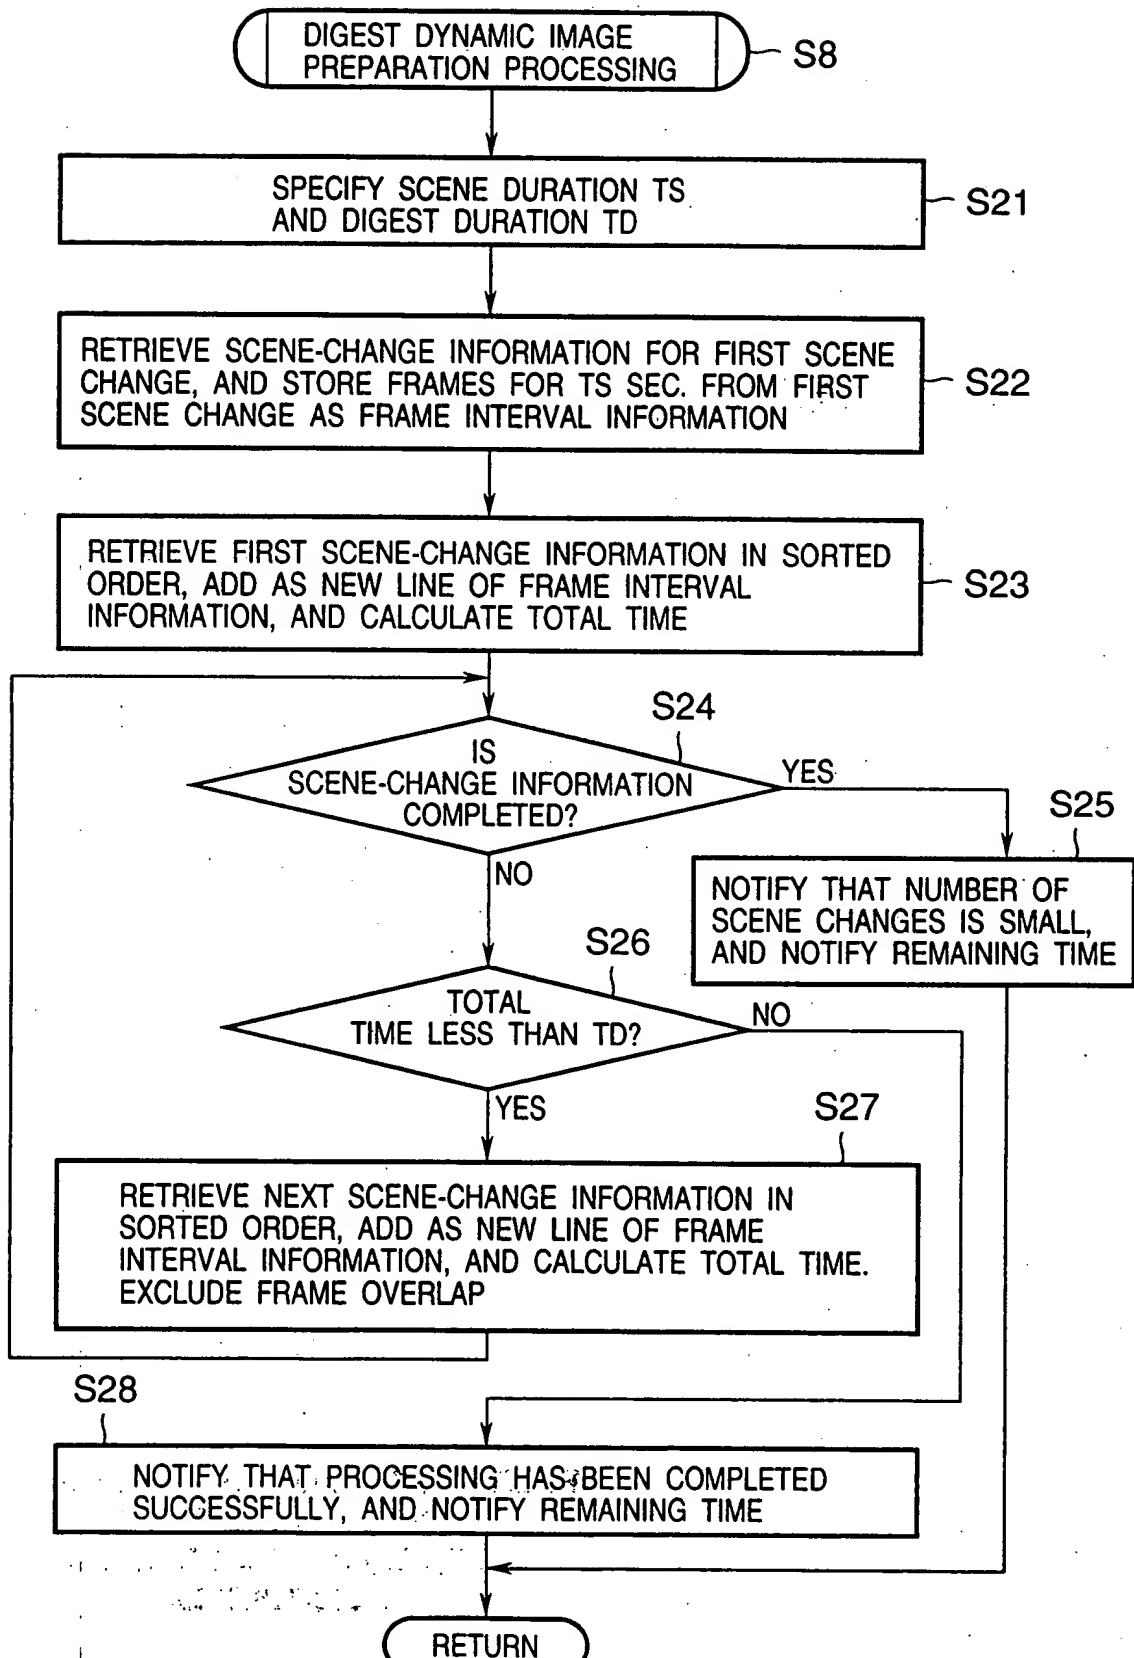 DIGEST DYNAMIC IMAGE
PREPARATION PROCESSING
S8
SPECIFY SCENE DURATION TS
AND DIGEST DURATION TD
S21
RETRIEVE SCENE-CHANGE INFORMATION FOR FIRST SCENE
CHANGE, AND STORE FRAMES FOR TS SEC. FROM FIRST
SCENE CHANGE AS FRAME INTERVAL INFORMATION
S22
RETRIEVE FIRST SCENE-CHANGE INFORMATION IN SORTED
ORDER, ADD AS NEW LINE OF FRAME INTERVAL
INFORMATION, AND CALCULATE TOTAL TIME
S23
S24
IS
SCENE-CHANGE INFORMATION
COMPLETED?
YES
NO
S25
NOTIFY THAT NUMBER OF
SCENE CHANGES IS SMALL,
AND NOTIFY REMAINING TIME
S26
TOTAL
TIME LESS THAN TD?
NO
YES
S27
RETRIEVE NEXT SCENE-CHANGE INFORMATION IN
SORTED ORDER, ADD AS NEW LINE OF FRAME
INTERVAL INFORMATION, AND CALCULATE TOTAL TIME.
EXCLUDE FRAME OVERLAP
S28
NOTIFY THAT PROCESSING HAS BEEN COMPLETED
SUCCESSFULLY, AND NOTIFY REMAINING TIME
RETURN